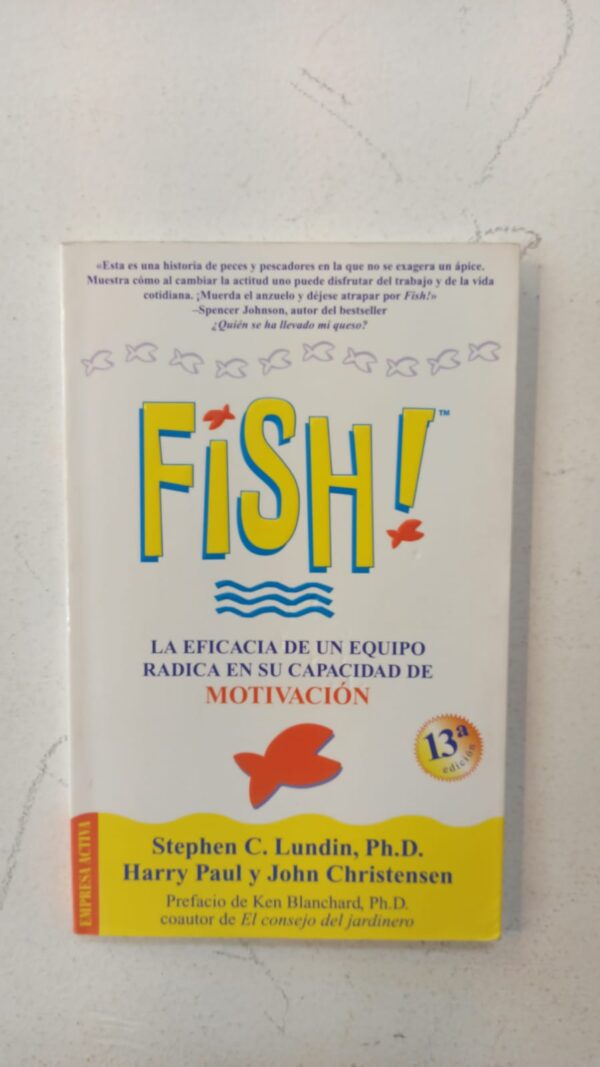 «Esta es una historia de peces y pescadores en la que no se exagera un ápice.
Muestra cómo al cambiar la actitud uno puede disfrutar del trabajo y de la vida
cotidiana. ¡Muerda el anzuelo y déjese atrapar por Fish!»
–Spencer Johnson, autor del bestseller
¿Quién se ha llevado mi queso?
FiSH!™
LA EFICACIA DE UN EQUIPO
RADICA EN SU CAPACIDAD DE
MOTIVACIÓN
13ª
edición
Stephen C. Lundin, Ph.D.
Harry Paul y John Christensen
Prefacio de Ken Blanchard, Ph.D.
coautor de El consejo del jardinero
EMPRESA ACTIVA